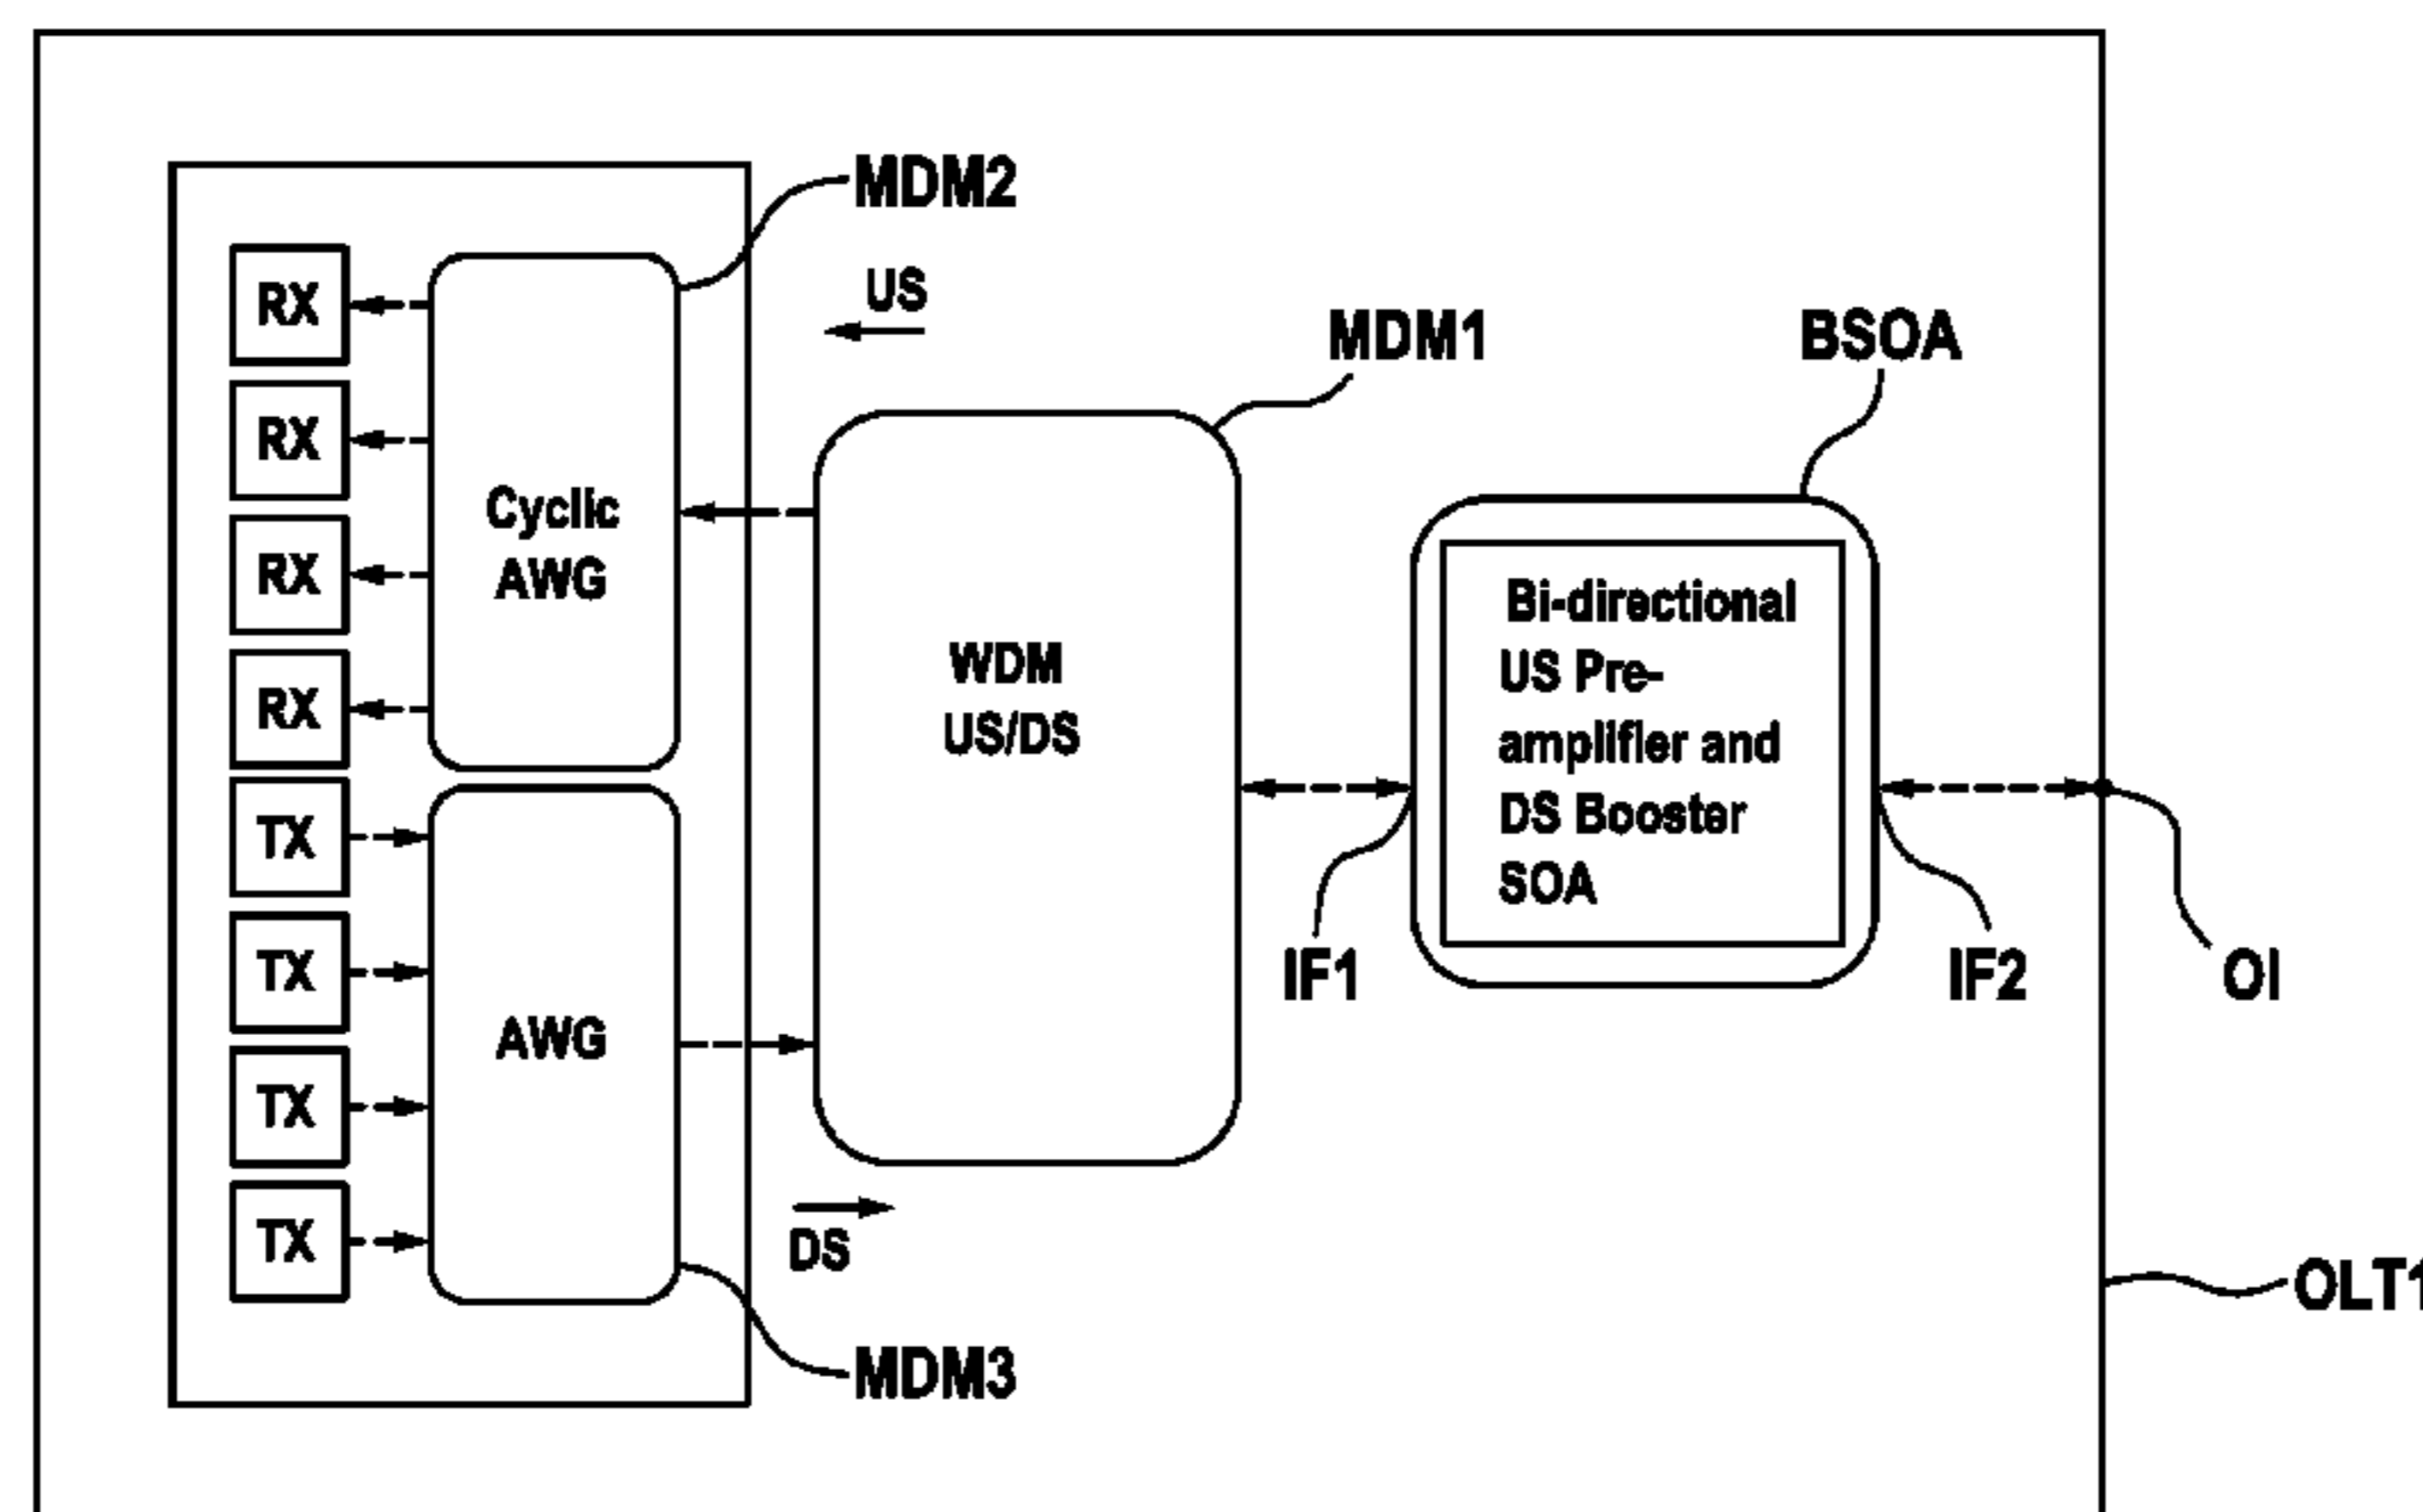 MDM2
US
MDM1
BSOA
RX
RX
RX
RX
Cyclic
AWG
WDM
US/DS
Bi-directional
US Pre-
amplifier and
DS Booster
SOA
TX
TX
TX
TX
AWG
IF1
IF2
OI
DS
OLT1
MDM3